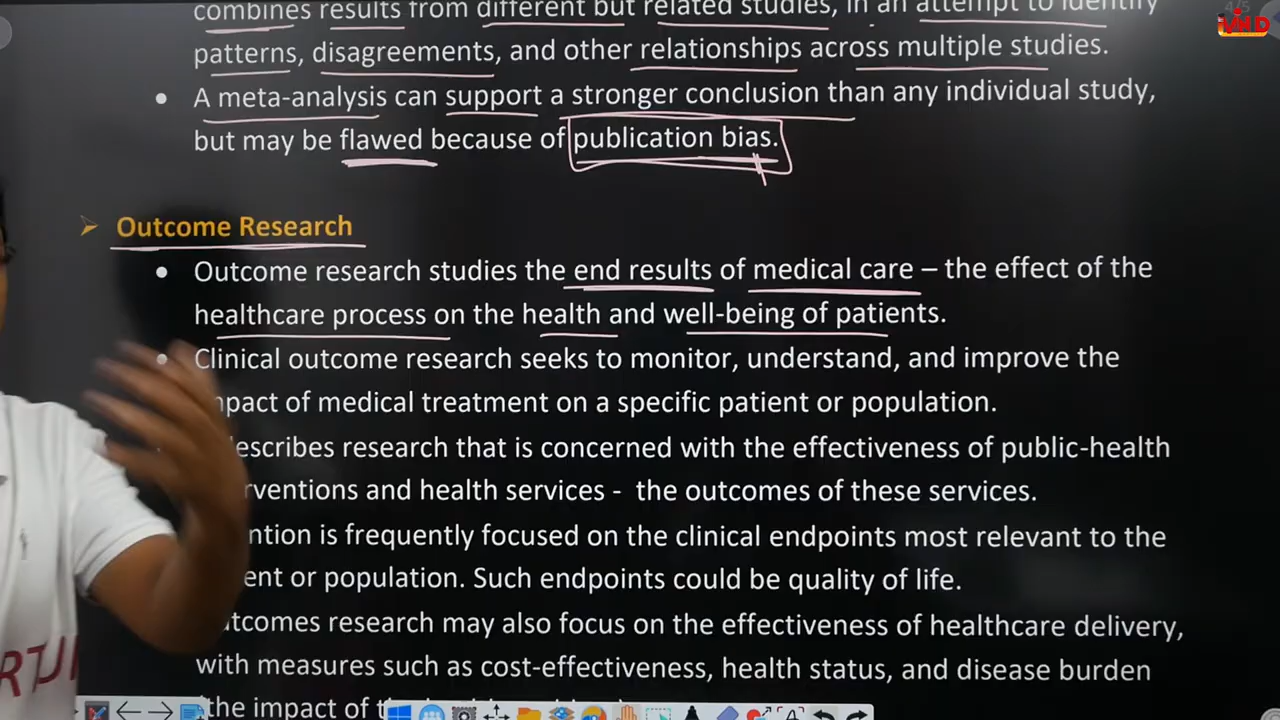 combines results from different but related studies, in an attempt to identify
patterns, disagreements, and other relationships across multiple studies.
• A meta-analysis can support a stronger conclusion than any individual study,
but may be flawed because of publication bias.
➤ Outcome Research
• Outcome research studies the end results of medical care – the effect of the
healthcare process on the health and well-being of patients.
• Clinical outcome research seeks to monitor, understand, and improve the
mpact of medical treatment on a specific patient or population.
escribes research that is concerned with the effectiveness of public-health
rventions and health services - the outcomes of these services.
ntion is frequently focused on the clinical endpoints most relevant to the
ent or population. Such endpoints could be quality of life.
tcomes research may also focus on the effectiveness of healthcare delivery,
with measures such as cost-effectiveness, health status, and disease burden
(the impact of